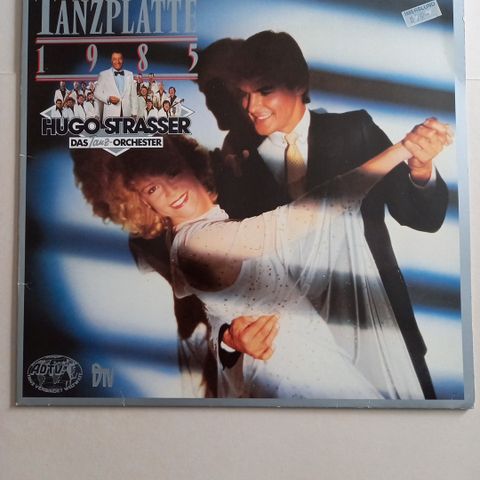 TANZPLATTE
1985
HUGO STRASSER
DAS Tanz-ORCHESTER
ADTV
DTV